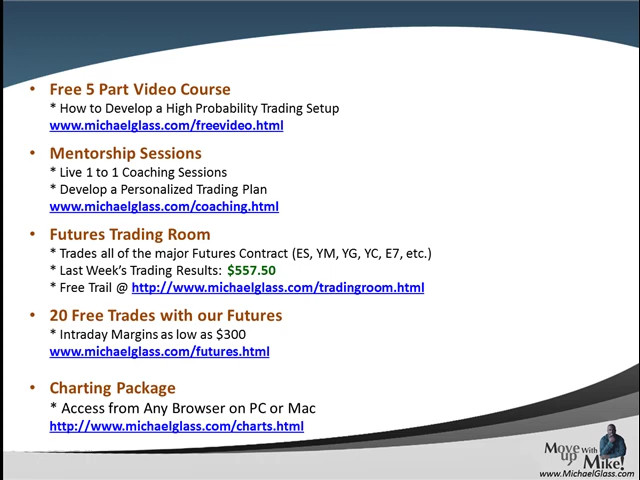 • Free 5 Part Video Course
* How to Develop a High Probability Trading Setup
www.michaelglass.com/freevideo.html
• Mentorship Sessions
* Live 1 to 1 Coaching Sessions
* Develop a Personalized Trading Plan
www.michaelglass.com/coaching.html
• Futures Trading Room
* Trades all of the major Futures Contract (ES, YM, YG, YC, E7, etc.)
* Last Week's Trading Results: $557.50
* Free Trail @ http://www.michaelglass.com/tradingroom.html
• 20 Free Trades with our Futures
* Intraday Margins as low as $300
www.michaelglass.com/futures.html
• Charting Package
* Access from Any Browser on PC or Mac
http://www.michaelglass.com/charts.html
Move up With Mike!
www.MichaelGlass.com